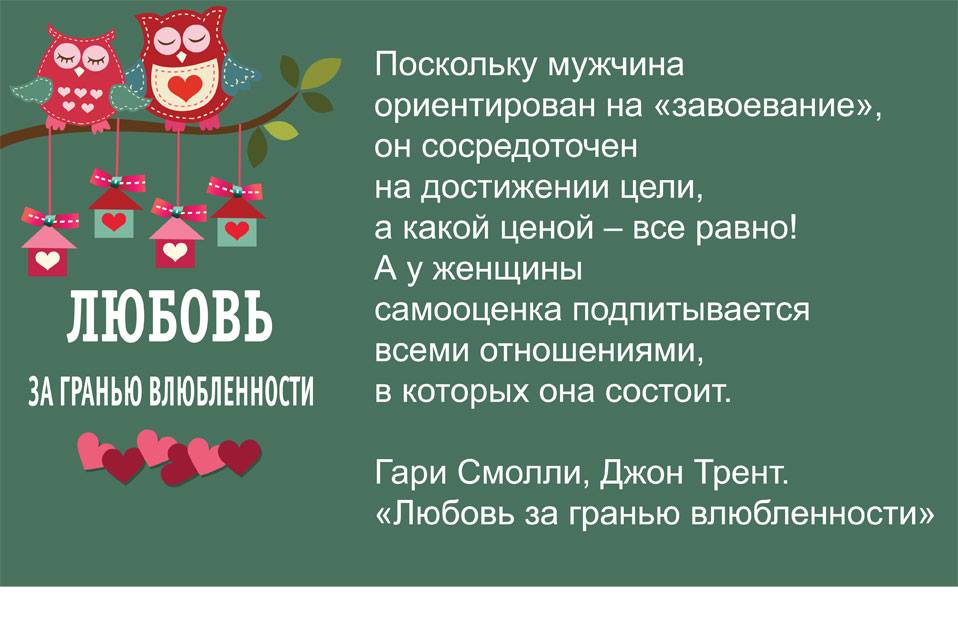 ЛЮБОВЬ
ЗА ГРАНЬЮ ВЛЮБЛЕННОСТИ
Поскольку мужчина
ориентирован на «завоевание»,
он сосредоточен
на достижении цели,
а какой ценой – все равно!
А у женщины
самооценка подпитывается
всеми отношениями,
в которых она состоит.
Гари Смолли, Джон Трент.
«Любовь за гранью влюбленности»